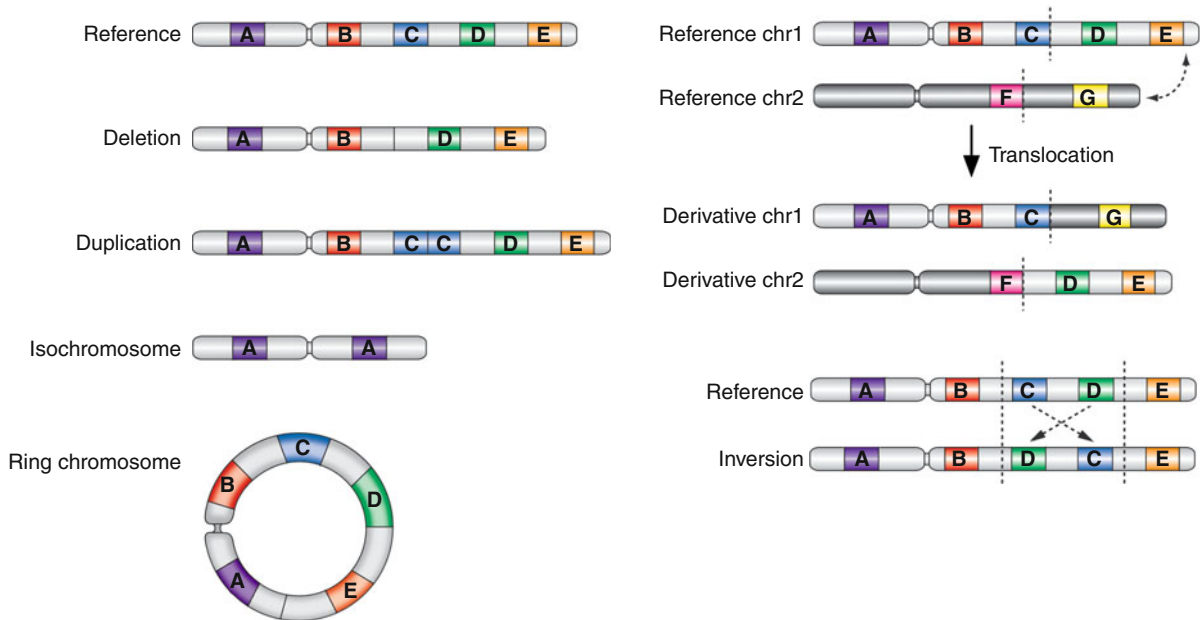 Reference
A B C D E
Deletion
A B D E
Duplication
A B C C D E
Isochromosome
A A
Ring chromosome
C
B
D
A
E
Reference chr1
A B C D E
Reference chr2
F G
Translocation
Derivative chr1
A B C G
Derivative chr2
F D E
Reference
A B C D E
Inversion
A B D C E